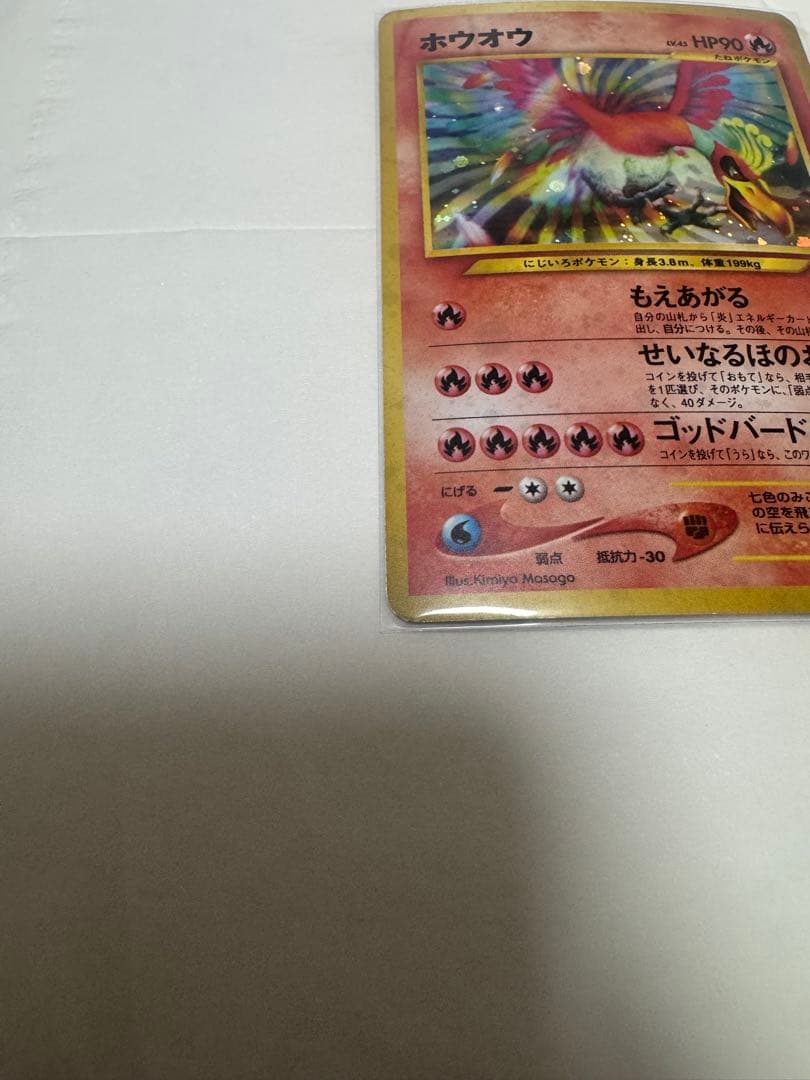 ホウオウ LV.45 HP90
たねポケモン
にじいろポケモン：身長3.8m、体重199kg
もえあがる
自分の山札から「炎」エネルギーカード
出し、自分につける。その後、その山札
せいなるほのお
コインを投げて「おもて」なら、相手
を1匹選び、そのポケモンに、「弱点
なく、40ダメージ。
ゴッドバード
コインを投げて「うら」なら、このワ
にげる
七色のみ
の空を飛
に伝えら
弱点 抵抗力 -30
Illus.Kimiya Masago